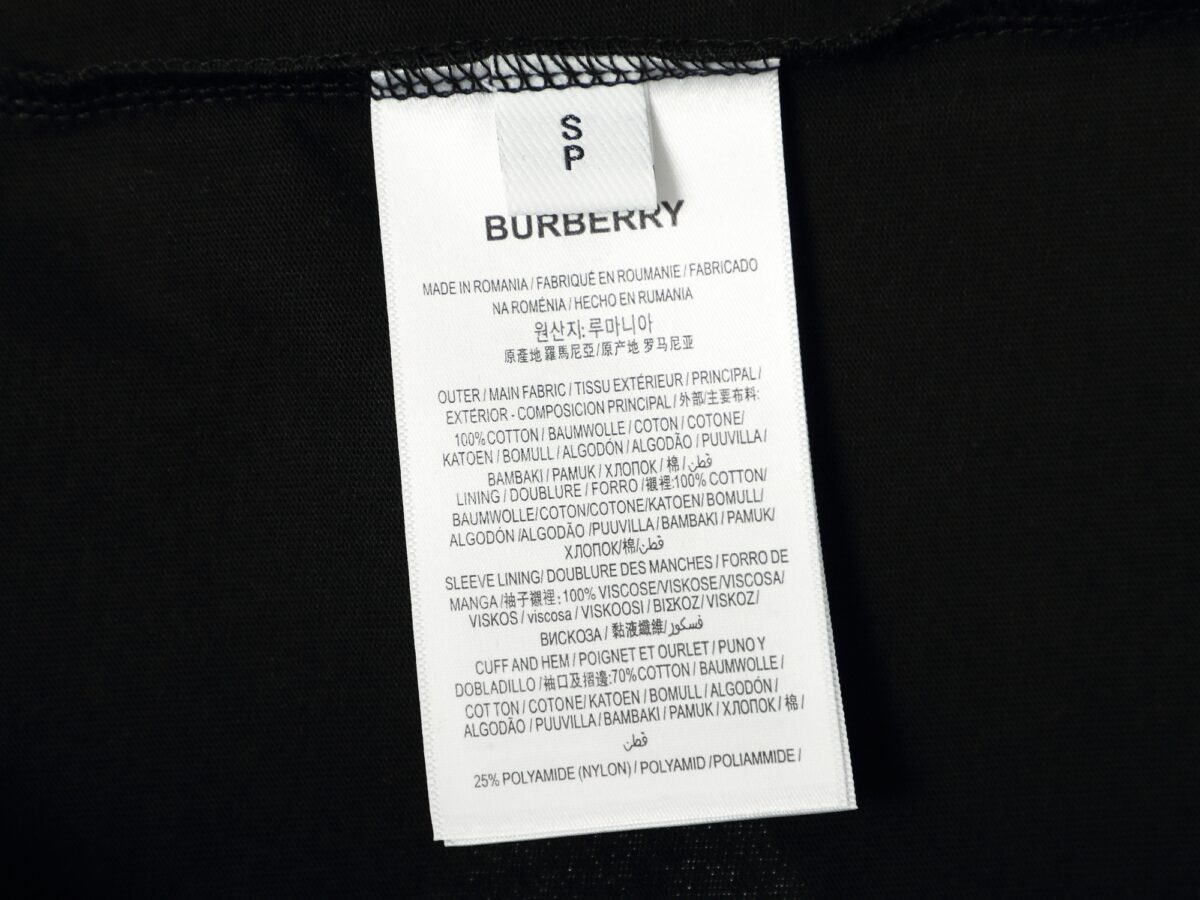 S
P
BURBERRY
MADE IN ROMANIA / FABRIQUÉ EN ROUMANIE / FABRICADO
NA ROMÉNIA / HECHO EN RUMANIA
원산지: 루마니아
原產地 羅馬尼亞/原产地 罗马尼亚
OUTER / MAIN FABRIC / TISSU EXTÉRIEUR / PRINCIPAL /
EXTERIOR - COMPOSICION PRINCIPAL / 外部/主要布料:
100% COTTON / BAUMWOLLE / COTON / COTONE/
KATOEN / BOMULL / ALGODÓN / ALGODÃO / PUUVILLA /
BAMBAKI / PAMUK / ХЛОПОК / 棉 / قطن
LINING / DOUBLURE / FORRO / 襯裡:100% COTTON/
BAUMWOLLE/COTON/COTONE/KATOEN/ BOMULL/
ALGODÓN /ALGODÃO /PUUVILLA / BAMBAKI / PAMUK/
ХЛОПОК/棉/قطن
SLEEVE LINING/ DOUBLURE DES MANCHES / FORRO DE
MANGA /袖子襯裡: 100% VISCOSE/VISKOSE/VISCOSA/
VISKOS / viscosa / VISKOOSI / ΒΙΣΚΟΖ/ VISKOZ/
ВИСКОЗА / 黏液纖維/فسكوز
CUFF AND HEM / POIGNET ET OURLET / PUNO Y
DOBLADILLO /袖口及摺邊:70% COTTON / BAUMWOLLE /
COTTON / COTONE/ KATOEN / BOMULL / ALGODÓN /
ALGODÃO / PUUVILLA / BAMBAKI / PAMUK / ХЛОПОК / 棉 /
قطن
25% POLYAMIDE (NYLON) / POLYAMID /POLIAMMIDE /